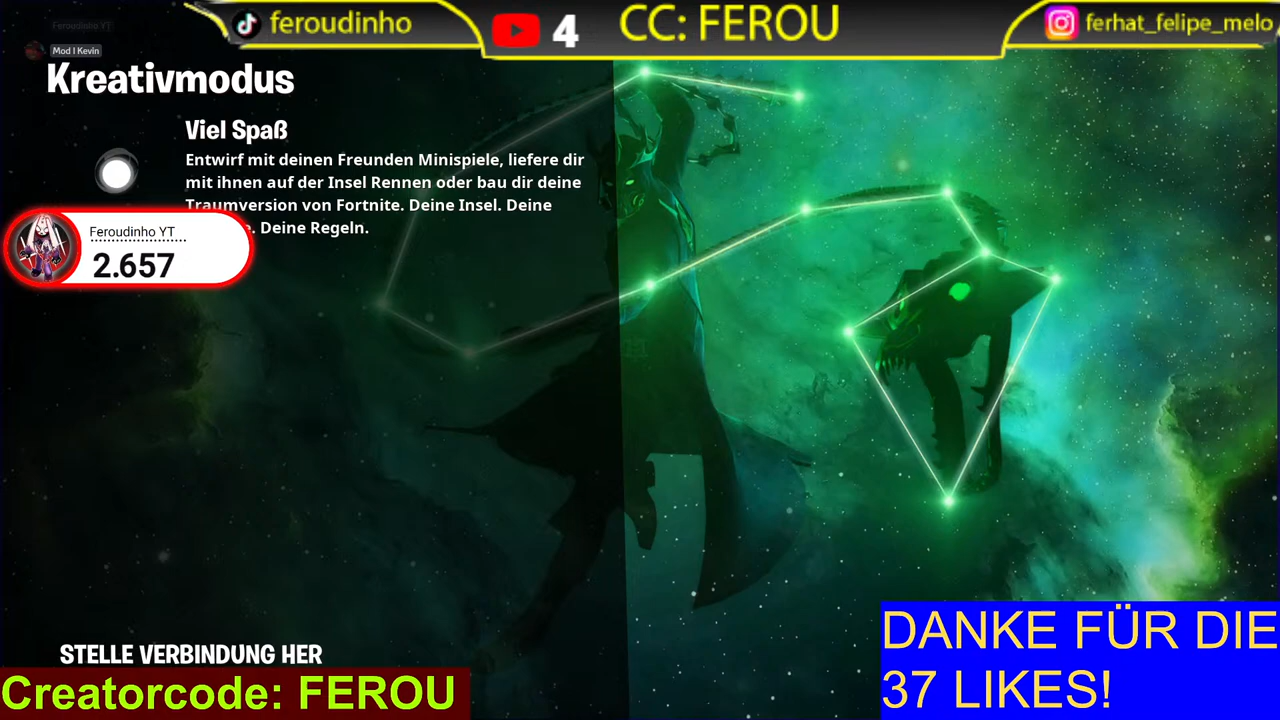 feroudinho
4
CC: FEROU
ferhat_felipe_melo
Feroudinho YT
Mod I Kevin
Kreativmodus
Viel Spaß
Entwirf mit deinen Freunden Minispiele, liefere dir
mit ihnen auf der Insel Rennen oder bau dir deine
Traumversion von Fortnite. Deine Insel. Deine
Deine Regeln.
Feroudinho YT
2.657
STELLE VERBINDUNG HER
Creatorcode: FEROU
DANKE FÜR DIE
37 LIKES!